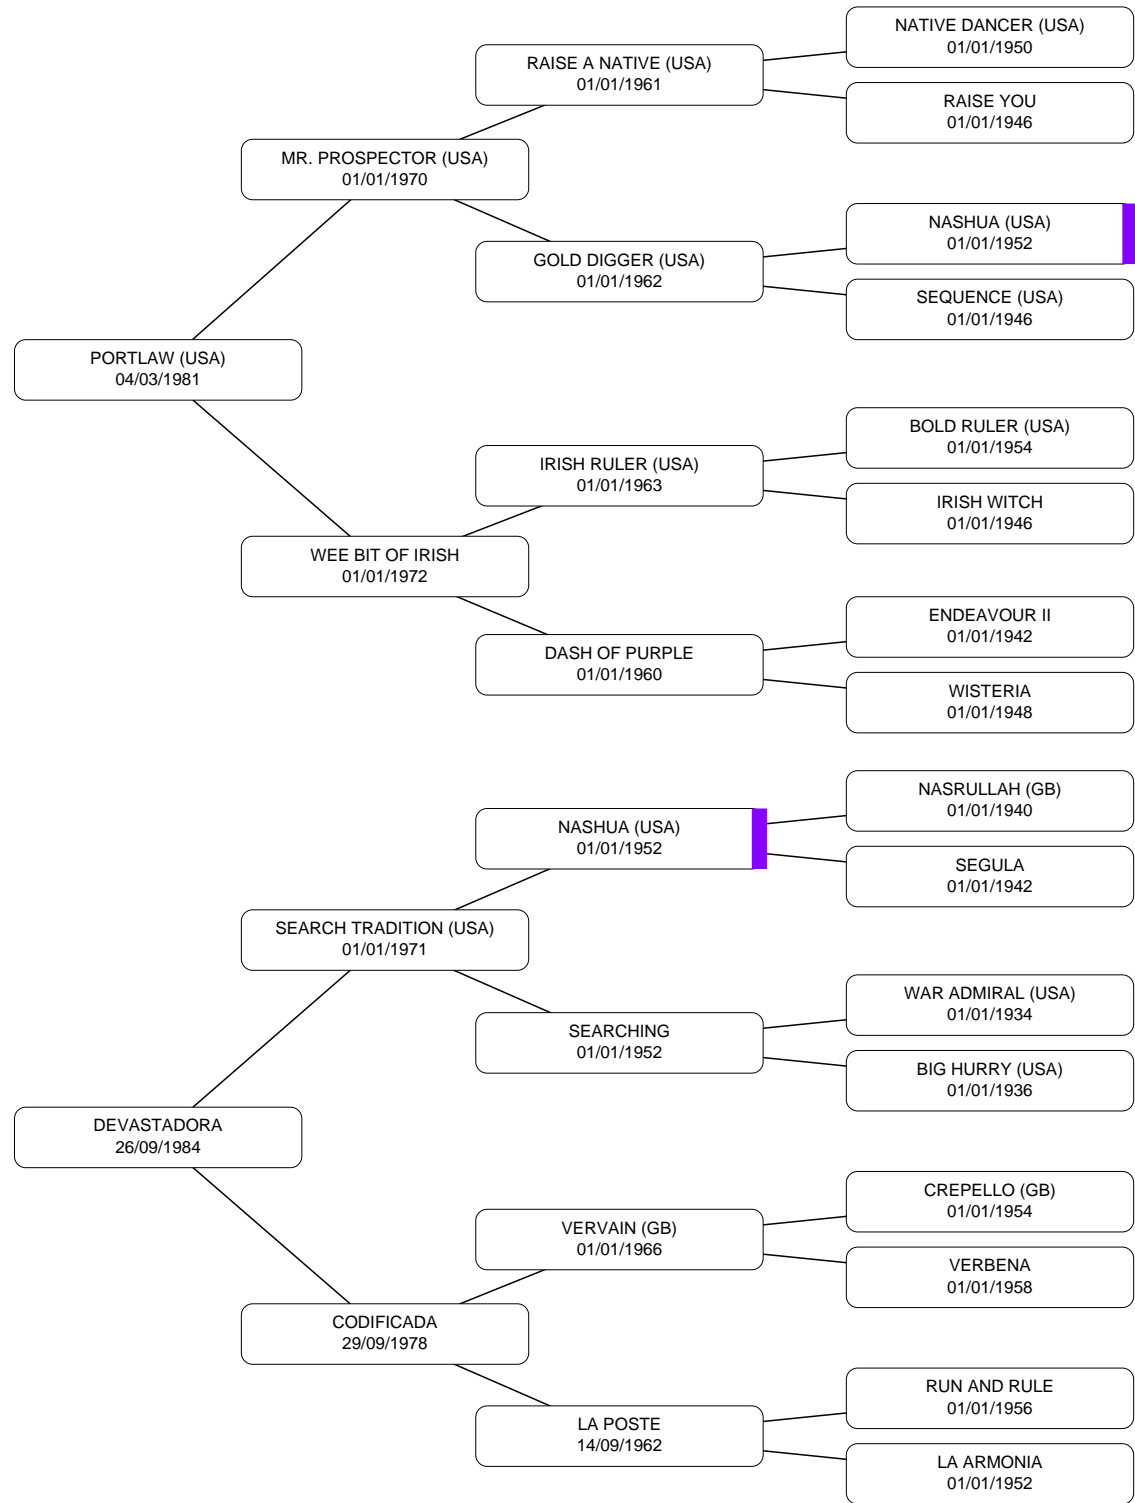 NATIVE DANCER (USA)
01/01/1950
RAISE A NATIVE (USA)
01/01/1961
RAISE YOU
01/01/1946
MR. PROSPECTOR (USA)
01/01/1970
NASHUA (USA)
01/01/1952
GOLD DIGGER (USA)
01/01/1962
SEQUENCE (USA)
01/01/1946
PORTLAW (USA)
04/03/1981
BOLD RULER (USA)
01/01/1954
IRISH RULER (USA)
01/01/1963
IRISH WITCH
01/01/1946
WEE BIT OF IRISH
01/01/1972
ENDEAVOUR II
01/01/1942
DASH OF PURPLE
01/01/1960
WISTERIA
01/01/1948
NASRULLAH (GB)
01/01/1940
NASHUA (USA)
01/01/1952
SEGULA
01/01/1942
SEARCH TRADITION (USA)
01/01/1971
WAR ADMIRAL (USA)
01/01/1934
SEARCHING
01/01/1952
BIG HURRY (USA)
01/01/1936
DEVASTADORA
26/09/1984
CREPELLO (GB)
01/01/1954
VERVAIN (GB)
01/01/1966
VERBENA
01/01/1958
CODIFICADA
29/09/1978
RUN AND RULE
01/01/1956
LA POSTE
14/09/1962
LA ARMONIA
01/01/1952